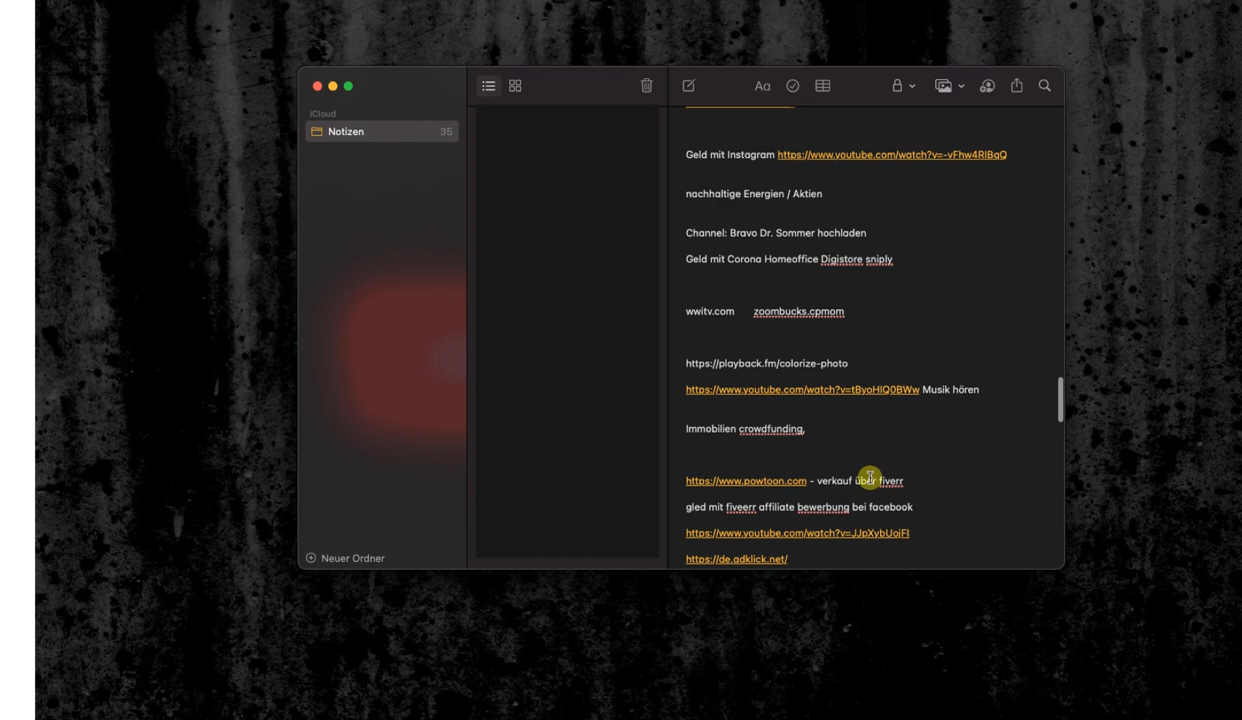 iCloud
Notizen 35
Aa
Geld mit Instagram https://www.youtube.com/watch?v=-vFhw4RlBqQ
nachhaltige Energien / Aktien
Channel: Bravo Dr. Sommer hochladen
Geld mit Corona Homeoffice Digistore sniply
wwitv.com zoombucks.cpmom
https://playback.fm/colorize-photo
https://www.youtube.com/watch?v=tByoHIQ0BWw Musik hören
Immobilien crowdfunding,
https://www.powtoon.com - verkauf über fiverr
gled mit fiveerr affiliate bewerbung bei facebook
https://www.youtube.com/watch?v=JJpXybUojFI
https://de.adklick.net/
Neuer Ordner